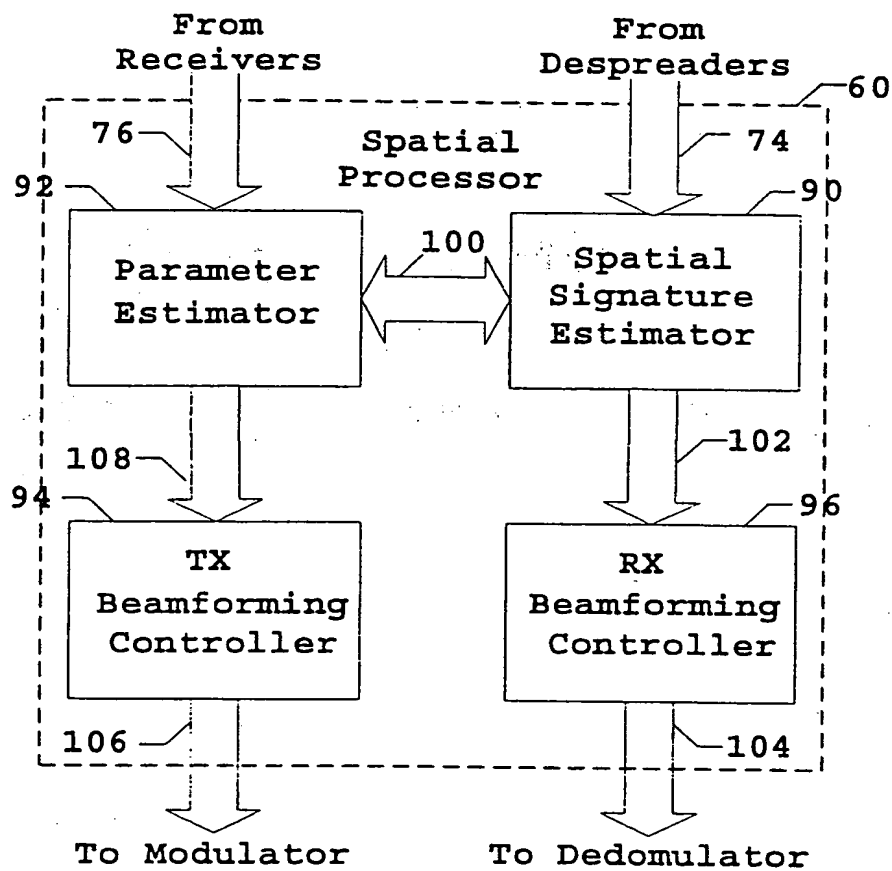 From
Receivers
From
Despreaders
60
76
Spatial
Processor
74
92
90
100
Parameter
Estimator
Spatial
Signature
Estimator
108
102
94
96
TX
Beamforming
Controller
RX
Beamforming
Controller
106
104
To Modulator
To Dedomulator